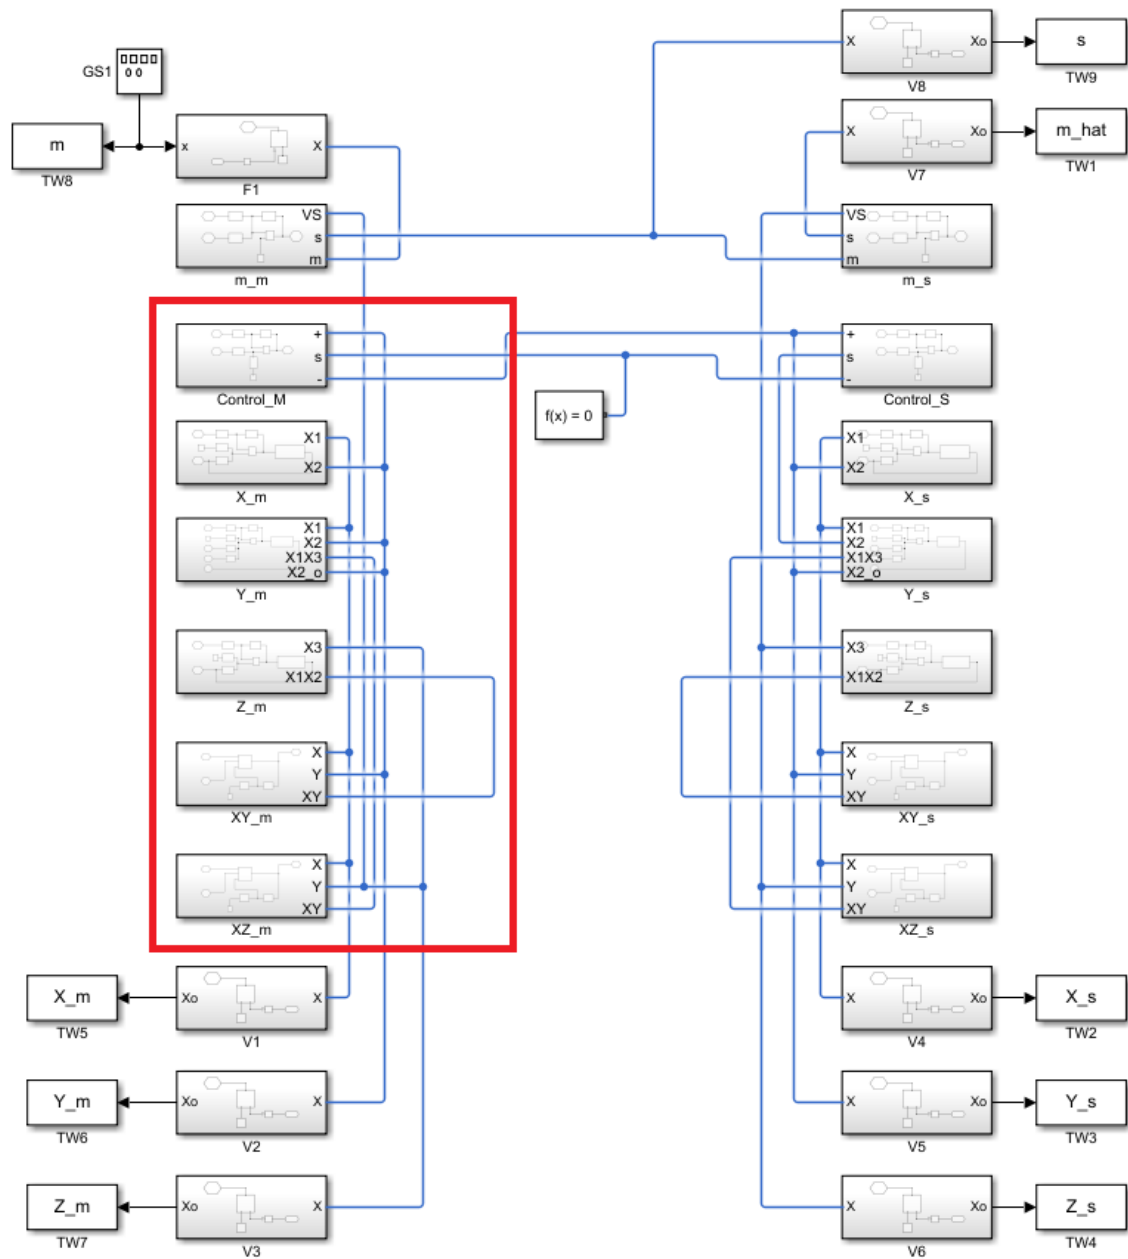 X
Xo
s
V8
TW9
GS1
m
TW8
x
X
F1
X
Xo
m_hat
V7
TW1
VS
s
m
m_m
VS
s
m
m_s
+
s
-
Control_M
f(x) = 0
+
s
-
Control_S
X1
X2
X_m
X1
X2
X_s
X1
X2
X1X3
X2_o
Y_m
X1
X2
X1X3
X2_o
Y_s
X3
X1X2
Z_m
X3
X1X2
Z_s
X
Y
XY
XY_m
X
Y
XY
XY_s
X
Y
XY
XZ_m
X
Y
XY
XZ_s
X_m
TW5
Xo
X
V1
X
Xo
X_s
V4
TW2
Y_m
TW6
Xo
X
V2
X
Xo
Y_s
V5
TW3
Z_m
TW7
Xo
X
V3
X
Xo
Z_s
V6
TW4